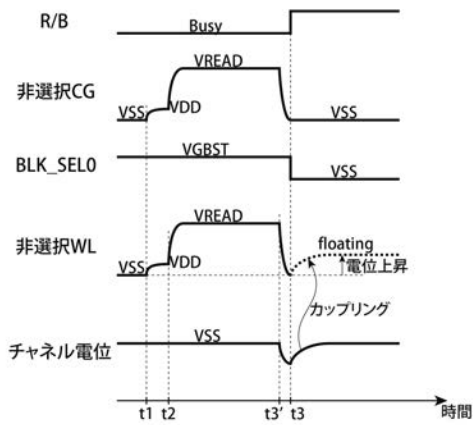 R/B
Busy
非選択CG
VREAD
VSS
VDD
VSS
BLK_SEL0
VGBST
VSS
非選択WL
VREAD
VSS
VDD
floating
電位上昇
カップリング
チャネル電位
VSS
t1 t2 t3' t3
時間